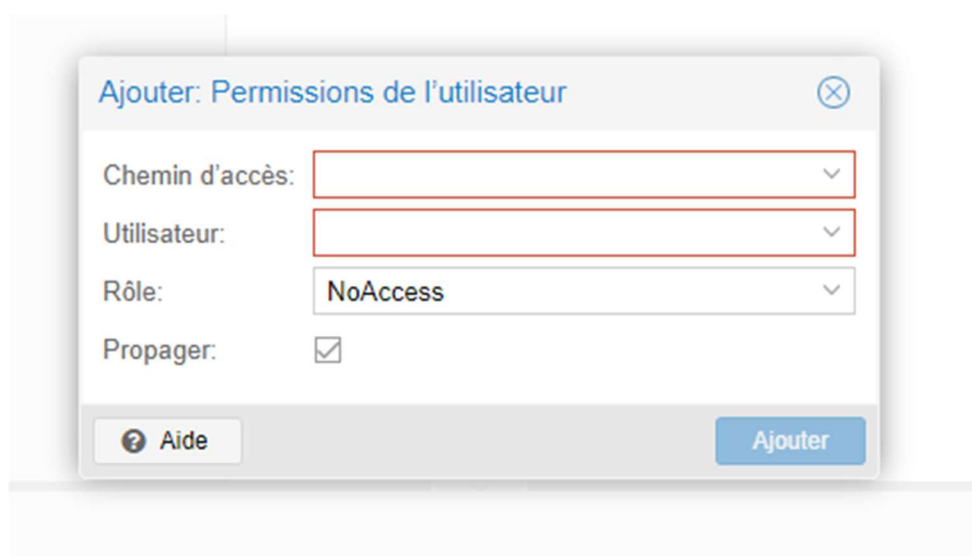 Ajouter: Permissions de l'utilisateur
Chemin d'accès:
Utilisateur:
Rôle: NoAccess
Propager:
Aide Ajouter